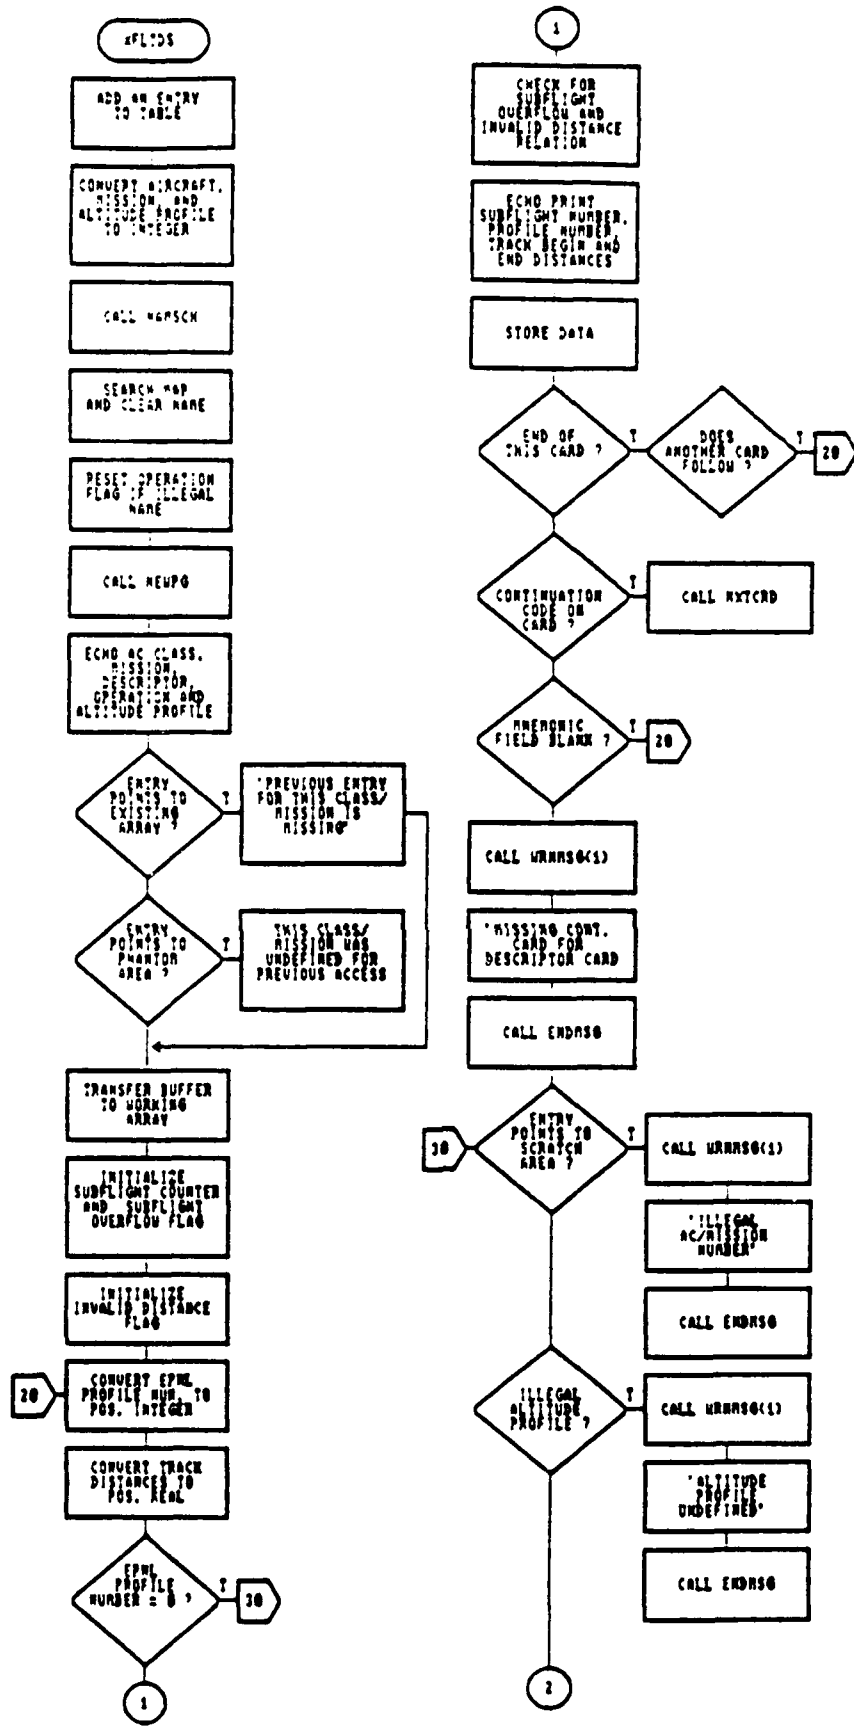 xFLTDS
ADD AN ENTRY
TO TABLE
CONVERT AIRCRAFT,
MISSION, AND
ALTITUDE PROFILE
TO INTEGER
CALL NAMSCH
SEARCH MAP
AND CLEAR NAME
RESET OPERATION
FLAG IF ILLEGAL
NAME
CALL NEWPG
ECHO AC CLASS,
MISSION,
DESCRIPTOR,
OPERATION AND
ALTITUDE PROFILE
ENTRY
POINTS TO
EXISTING
ARRAY ?
T
'PREVIOUS ENTRY
FOR THIS CLASS/
MISSION IS
MISSING'
ENTRY
POINTS TO
PHANTOM
AREA ?
T
THIS CLASS/
MISSION WAS
UNDEFINED FOR
PREVIOUS ACCESS
TRANSFER BUFFER
TO WORKING
ARRAY
INITIALIZE
SUBFLIGHT COUNTER
AND SUBFLIGHT
OVERFLOW FLAG
INITIALIZE
INVALID DISTANCE
FLAG
20
CONVERT EPNL
PROFILE NUM. TO
POS. INTEGER
CONVERT TRACK
DISTANCES TO
POS. REAL
EPNL
PROFILE
NUMBER = 0 ?
T
30
1
1
CHECK FOR
SUBFLIGHT
OVERFLOW AND
INVALID DISTANCE
RELATION
ECHO PRINT
SUBFLIGHT NUMBER,
PROFILE NUMBER,
TRACK BEGIN AND
END DISTANCES
STORE DATA
END OF
THIS CARD ?
T
DOES
ANOTHER CARD
FOLLOW ?
T
20
CONTINUATION
CODE ON
CARD ?
T
CALL NXTCRD
MNEMONIC
FIELD BLANK ?
T
20
CALL WRNMSG(1)
'MISSING CONT.
CARD FOR
DESCRIPTOR CARD
CALL ENDMSG
30
ENTRY
POINTS TO
SCRATCH
AREA ?
T
CALL WRNMSG(1)
'ILLEGAL
AC/MISSION
NUMBER'
CALL ENDMSG
ILLEGAL
ALTITUDE
PROFILE ?
T
CALL WRNMSG(1)
'ALTITUDE
PROFILE
UNDEFINED'
CALL ENDMSG
2